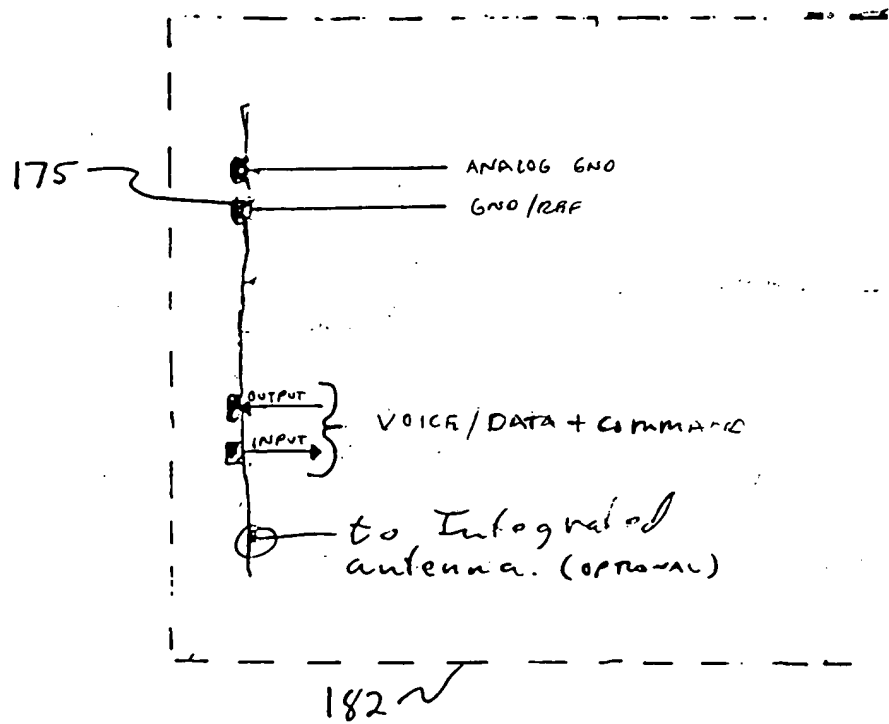 175
ANALOG GND
GND/REF
OUTPUT
VOICE/DATA + COMMAND
INPUT
to Integrated
antenna. (OPTIONAL)
182